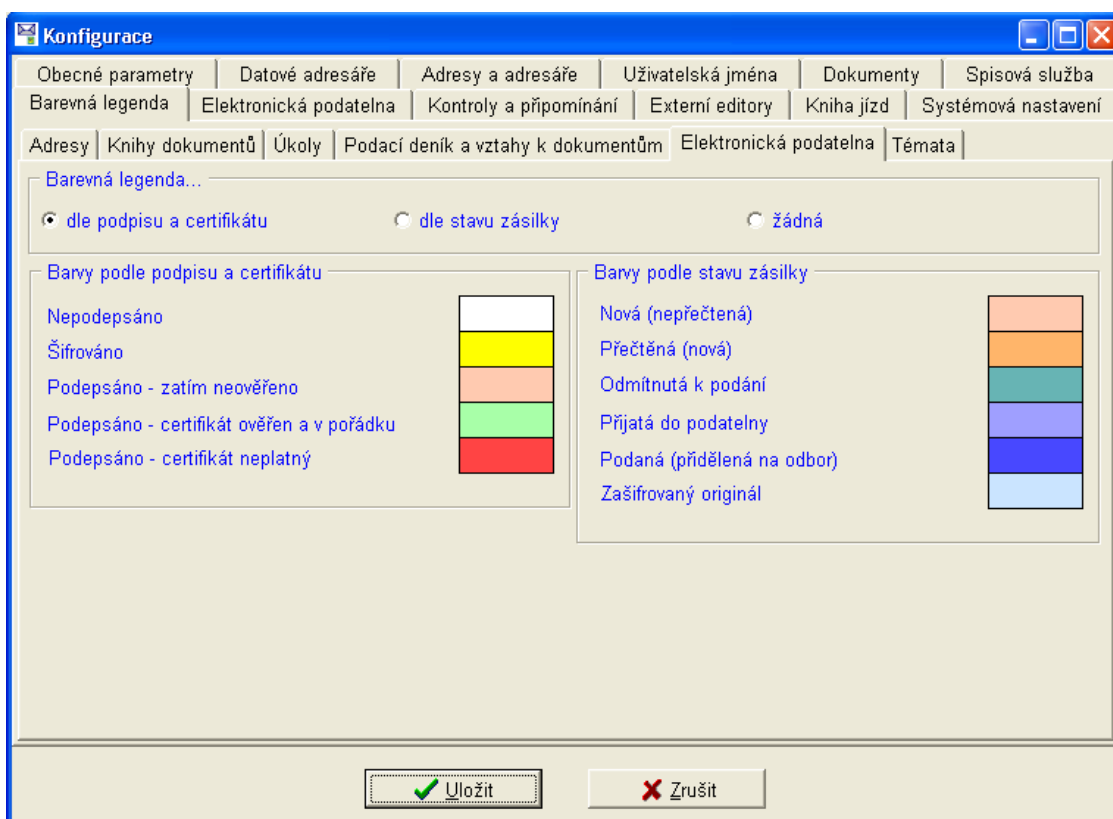 Konfigurace
Obecné parametry Datové adresáře Adresy a adresáře Uživatelská jména Dokumenty Spisová služba
Barevná legenda Elektronická podatelna Kontroly a připomínání Externí editory Kniha jízd Systémová nastavení
Adresy Knihy dokumentů Úkoly Podací deník a vztahy k dokumentům Elektronická podatelna Témata
Barevná legenda...
dle podpisu a certifikátu dle stavu zásilky žádná
Barvy podle podpisu a certifikátu
Nepodepsáno
Šifrováno
Podepsáno - zatím neověřeno
Podepsáno - certifikát ověřen a v pořádku
Podepsáno - certifikát neplatný
Barvy podle stavu zásilky
Nová (nepřečtená)
Přečtěná (nová)
Odmítnutá k podání
Přijatá do podatelny
Podaná (přidělená na odbor)
Zašifrovaný originál
Uložit Zrušit